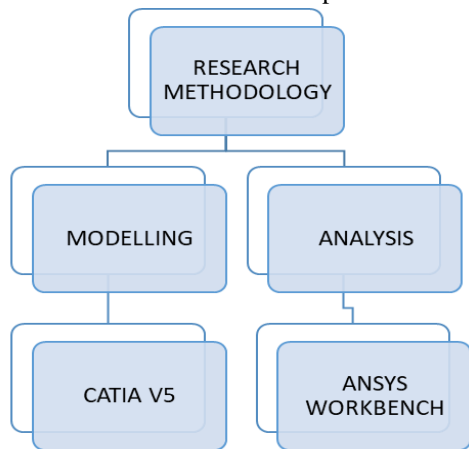 RESEARCH
METHODOLOGY
MODELLING
ANALYSIS
CATIA V5
ANSYS
WORKBENCH